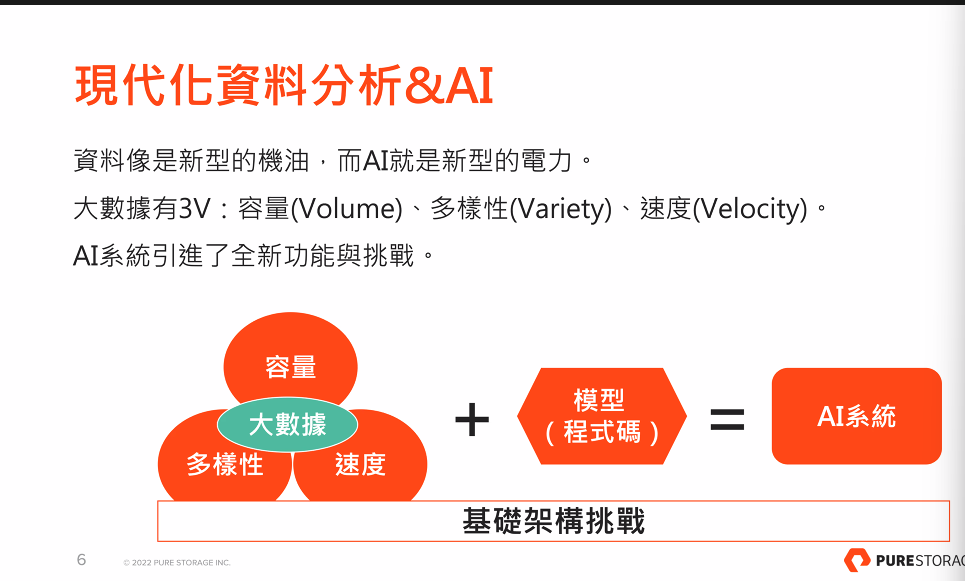 現代化資料分析&AI
資料像是新型的機油，而AI就是新型的電力。
大數據有3V：容量(Volume)、多樣性(Variety)、速度(Velocity)。
AI系統引進了全新功能與挑戰。
容量
大數據
多樣性
速度
+
模型
（程式碼）
=
AI系統
基礎架構挑戰
6
© 2022 PURE STORAGE INC.
PURESTORAG